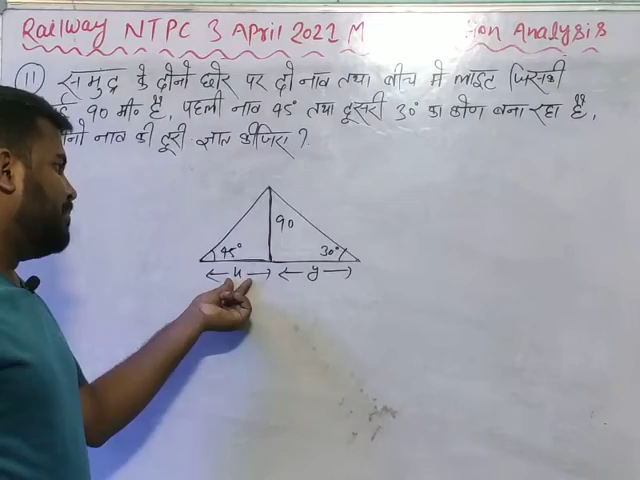 Railway NTPC 3 April 2022 M
ion Analysis
11 समुद्र के दोनो छोर पर दो नाव तथा बीच मे लाइट जिसकी
90 मी० है, पहली नाव 45° तथा दूसरी 30° का कोण बना रहा है,
नो नाव की दूरी ज्ञात कीजिए ?
90
45° 30°
x y